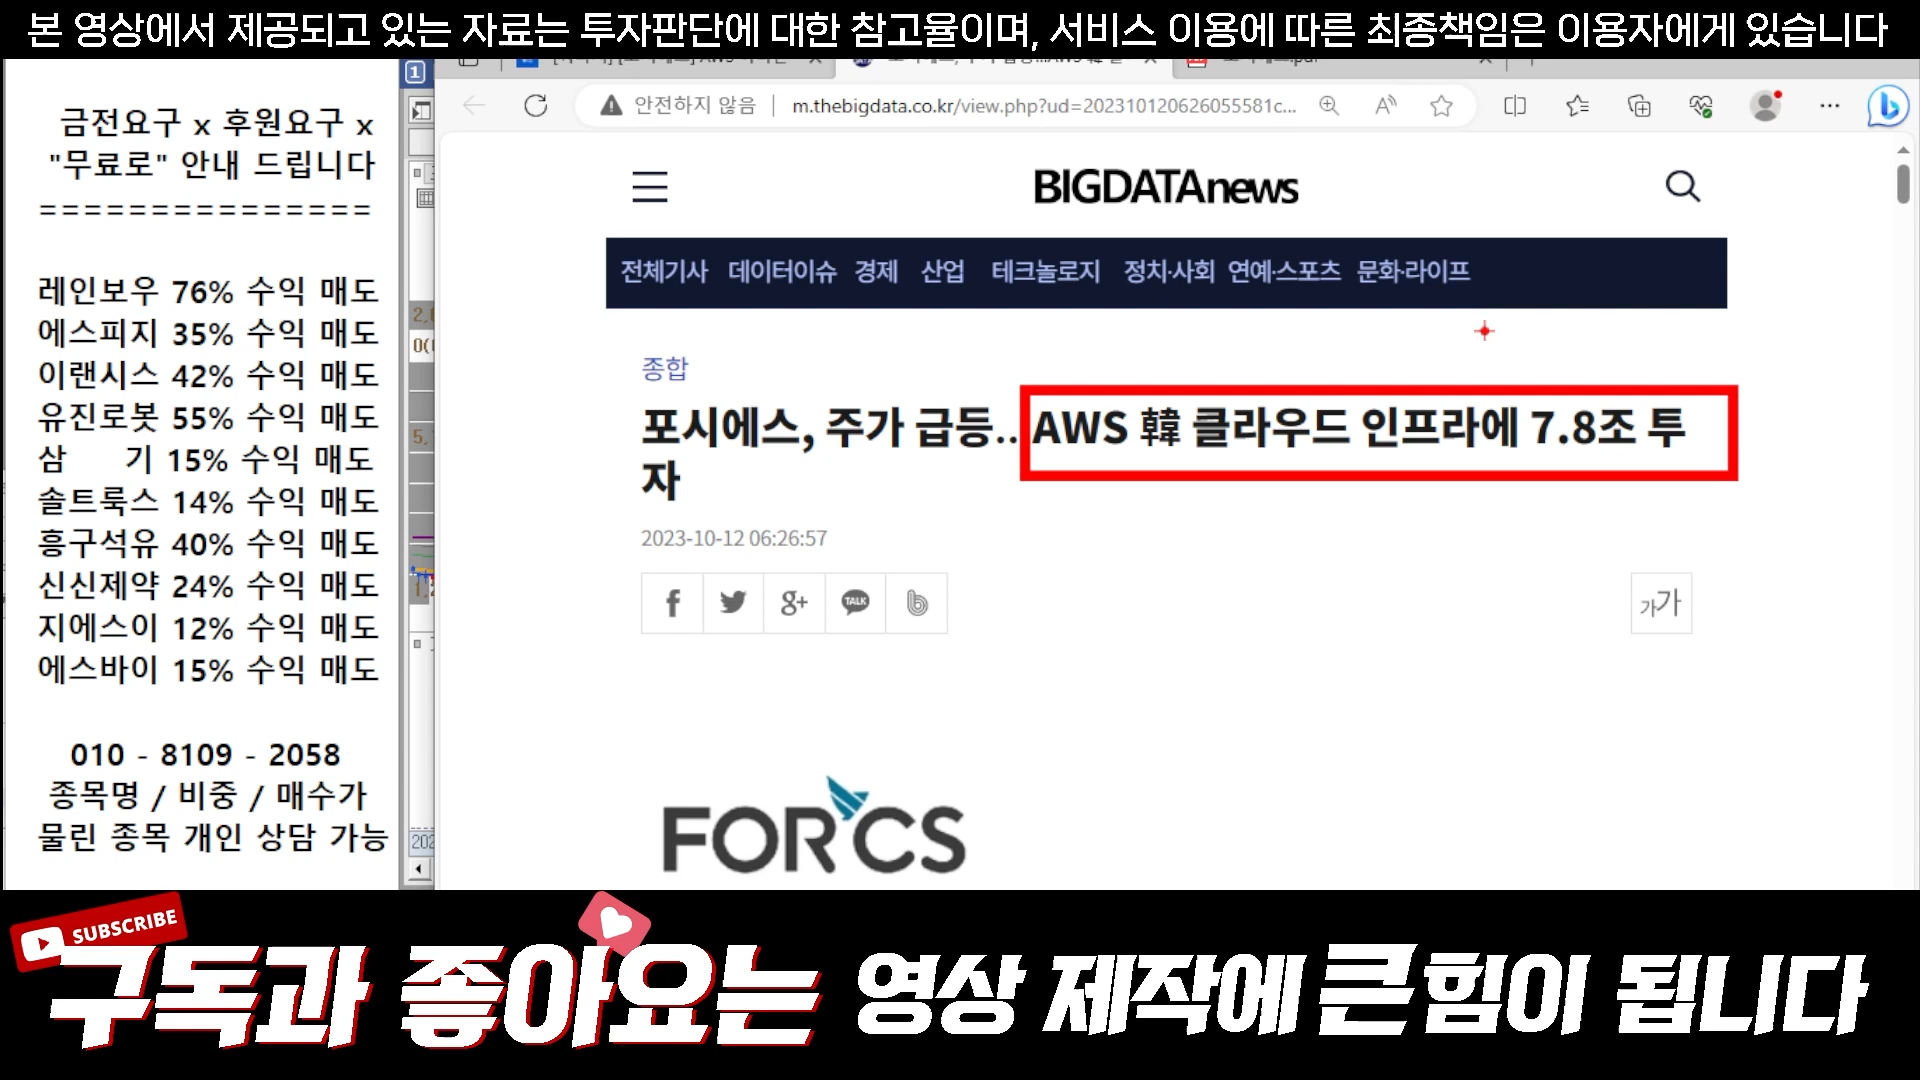 본 영상에서 제공되고 있는 자료는 투자판단에 대한 참고율이며, 서비스 이용에 따른 최종책임은 이용자에게 있습니다
금전요구 x 후원요구 x
"무료로" 안내 드립니다
===============
레인보우 76% 수익 매도
에스피지 35% 수익 매도
이랜시스 42% 수익 매도
유진로봇 55% 수익 매도
삼 기 15% 수익 매도
솔트룩스 14% 수익 매도
흥구석유 40% 수익 매도
신신제약 24% 수익 매도
지에스이 12% 수익 매도
에스바이 15% 수익 매도
010 - 8109 - 2058
종목명 / 비중 / 매수가
물린 종목 개인 상담 가능
1
안전하지 않음
m.thebigdata.co.kr/view.php?ud=202310120626055581c...
BIGDATAnews
전체기사 데이터이슈 경제 산업 테크놀로지 정치·사회 연예·스포츠 문화·라이프
종합
포시에스, 주가 급등...AWS 韓 클라우드 인프라에 7.8조 투
자
2023-10-12 06:26:57
TALK
가가
FORCS
SUBSCRIBE
구독과 좋아요는 영상 제작에 큰 힘이 됩니다